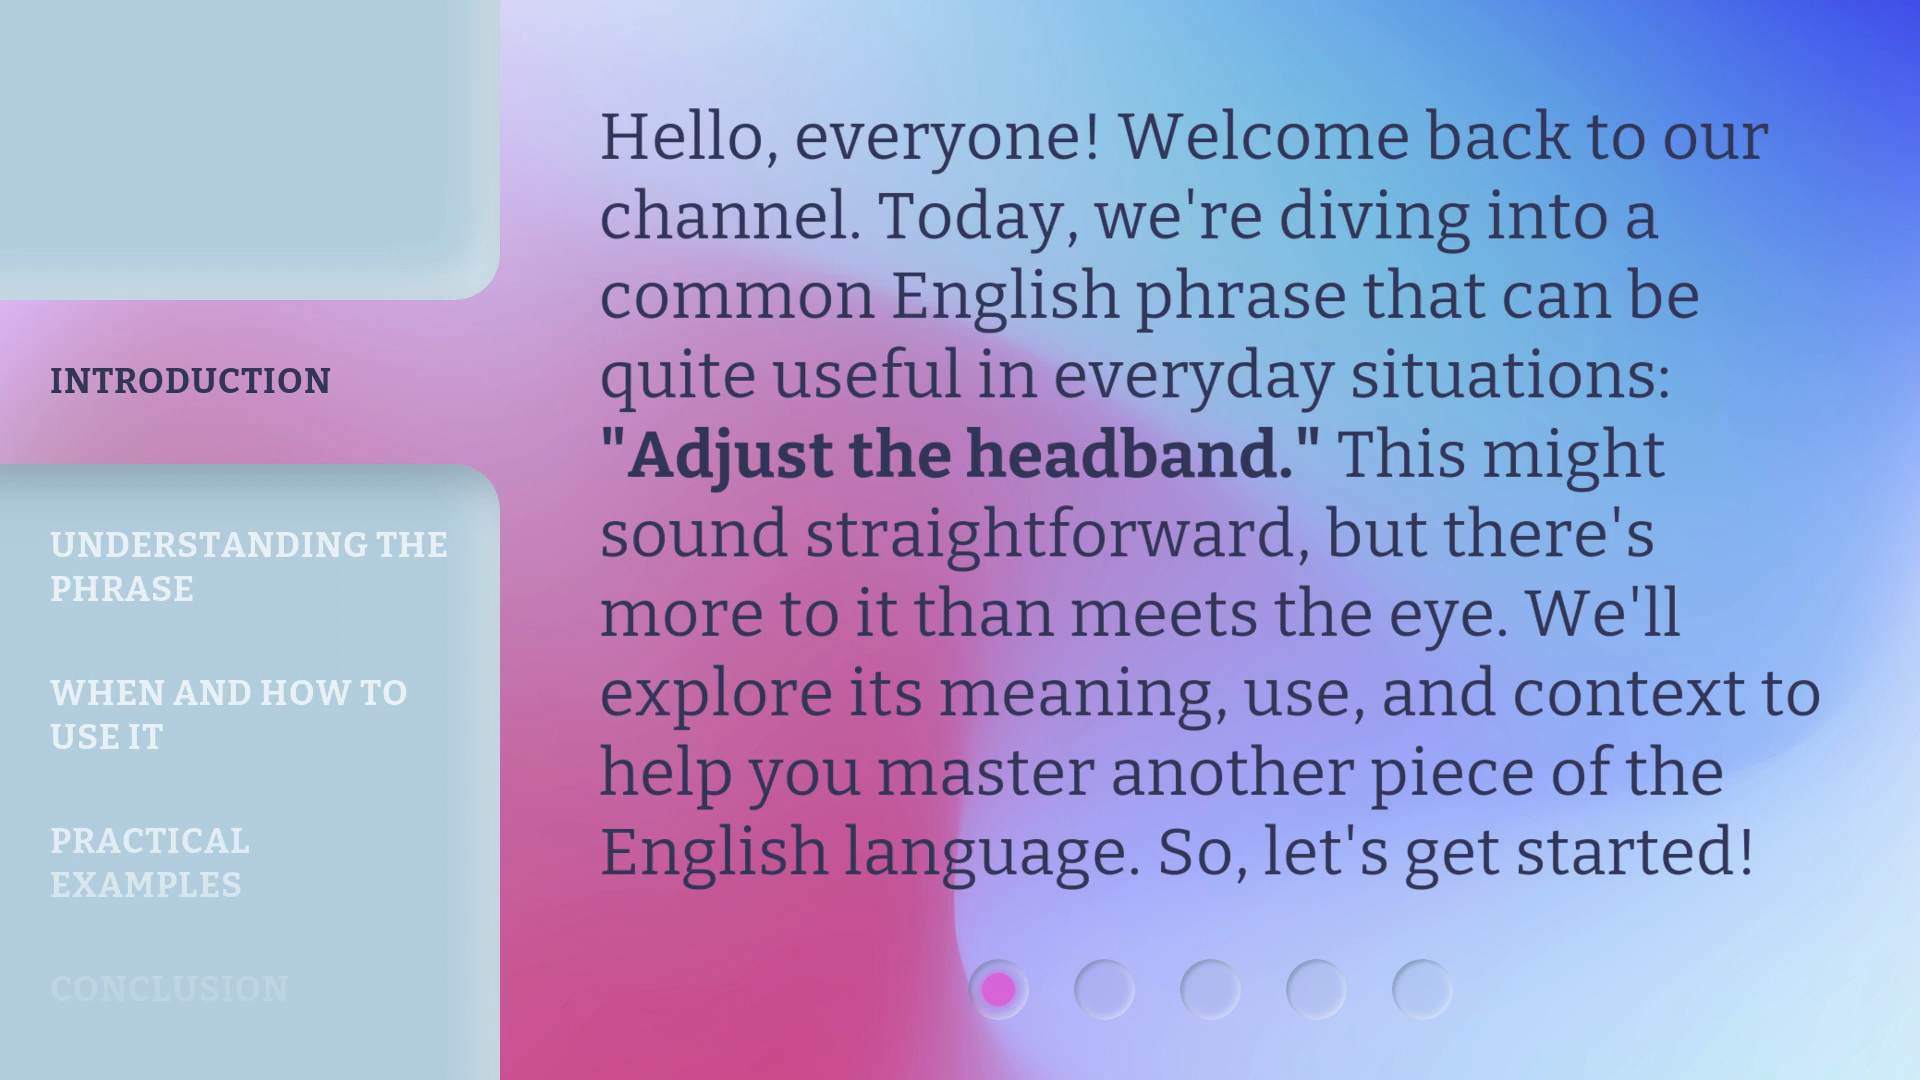 INTRODUCTION
UNDERSTANDING THE
PHRASE
WHEN AND HOW TO
USE IT
PRACTICAL
EXAMPLES
CONCLUSION
Hello, everyone! Welcome back to our
channel. Today, we're diving into a
common English phrase that can be
quite useful in everyday situations:
"Adjust the headband." This might
sound straightforward, but there's
more to it than meets the eye. We'll
explore its meaning, use, and context to
help you master another piece of the
English language. So, let's get started!